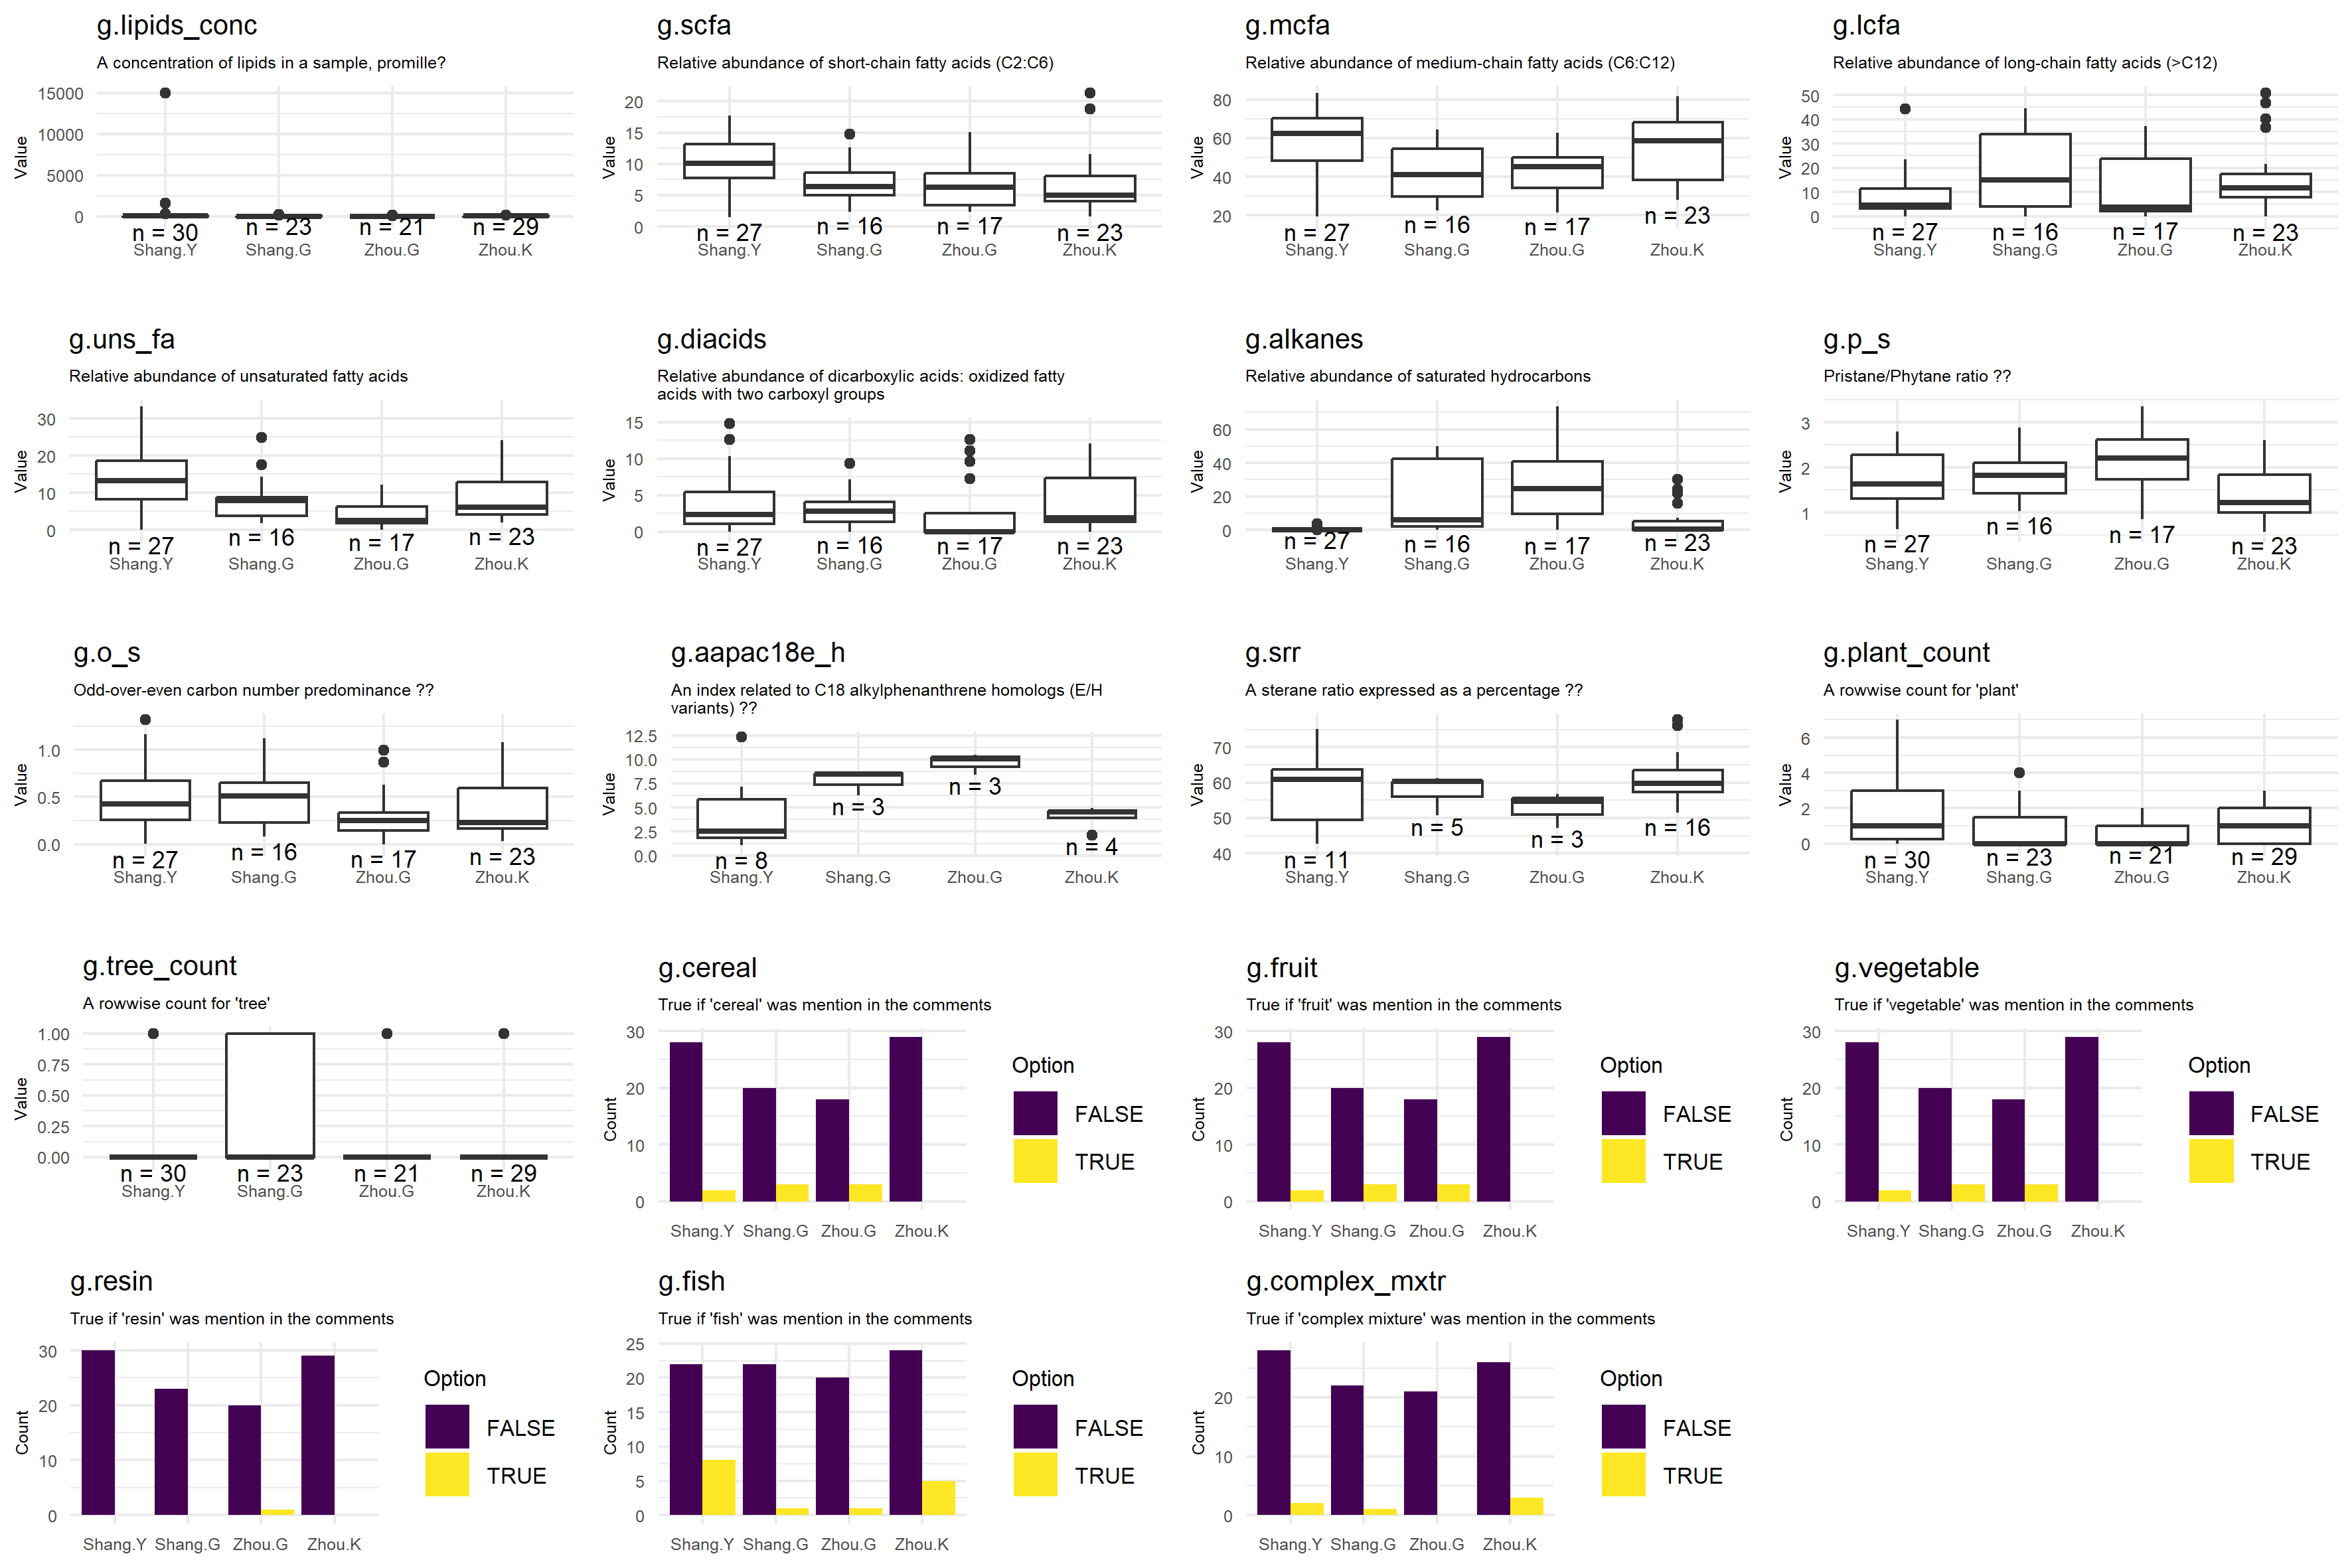 g.lipids_conc
A concentration of lipids in a sample, promille?
Value
15000
10000
5000
0
n = 30
n = 23
n = 21
n = 29
Shang.Y
Shang.G
Zhou.G
Zhou.K
g.scfa
Relative abundance of short-chain fatty acids (C2:C6)
Value
20
15
10
5
0
n = 27
n = 16
n = 17
n = 23
Shang.Y
Shang.G
Zhou.G
Zhou.K
g.mcfa
Relative abundance of medium-chain fatty acids (C6:C12)
Value
80
60
40
20
n = 27
n = 16
n = 17
n = 23
Shang.Y
Shang.G
Zhou.G
Zhou.K
g.lcfa
Relative abundance of long-chain fatty acids (>C12)
Value
50
40
30
20
10
0
n = 27
n = 16
n = 17
n = 23
Shang.Y
Shang.G
Zhou.G
Zhou.K
g.uns_fa
Relative abundance of unsaturated fatty acids
Value
30
20
10
0
n = 27
n = 16
n = 17
n = 23
Shang.Y
Shang.G
Zhou.G
Zhou.K
g.diacids
Relative abundance of dicarboxylic acids: oxidized fatty
acids with two carboxyl groups
Value
15
10
5
0
n = 27
n = 16
n = 17
n = 23
Shang.Y
Shang.G
Zhou.G
Zhou.K
g.alkanes
Relative abundance of saturated hydrocarbons
Value
60
40
20
0
n = 27
n = 16
n = 17
n = 23
Shang.Y
Shang.G
Zhou.G
Zhou.K
g.p_s
Pristane/Phytane ratio ??
Value
3
2
1
n = 27
n = 16
n = 17
n = 23
Shang.Y
Shang.G
Zhou.G
Zhou.K
g.o_s
Odd-over-even carbon number predominance ??
Value
1.0
0.5
0.0
n = 27
n = 16
n = 17
n = 23
Shang.Y
Shang.G
Zhou.G
Zhou.K
g.aapac18e_h
An index related to C18 alkylphenanthrene homologs (E/H
variants) ??
Value
12.5
10.0
7.5
5.0
2.5
0.0
n = 8
n = 3
n = 3
n = 4
Shang.Y
Shang.G
Zhou.G
Zhou.K
g.srr
A sterane ratio expressed as a percentage ??
Value
70
60
50
40
n = 11
n = 5
n = 3
n = 16
Shang.Y
Shang.G
Zhou.G
Zhou.K
g.plant_count
A rowwise count for 'plant'
Value
6
4
2
0
n = 30
n = 23
n = 21
n = 29
Shang.Y
Shang.G
Zhou.G
Zhou.K
g.tree_count
A rowwise count for 'tree'
Value
1.00
0.75
0.50
0.25
0.00
n = 30
n = 23
n = 21
n = 29
Shang.Y
Shang.G
Zhou.G
Zhou.K
g.cereal
True if 'cereal' was mention in the comments
Count
30
20
10
0
Shang.Y
Shang.G
Zhou.G
Zhou.K
Option
FALSE
TRUE
g.fruit
True if 'fruit' was mention in the comments
Count
30
20
10
0
Shang.Y
Shang.G
Zhou.G
Zhou.K
Option
FALSE
TRUE
g.vegetable
True if 'vegetable' was mention in the comments
Count
30
20
10
0
Shang.Y
Shang.G
Zhou.G
Zhou.K
Option
FALSE
TRUE
g.resin
True if 'resin' was mention in the comments
Count
30
20
10
0
Shang.Y
Shang.G
Zhou.G
Zhou.K
Option
FALSE
TRUE
g.fish
True if 'fish' was mention in the comments
Count
25
20
15
10
5
0
Shang.Y
Shang.G
Zhou.G
Zhou.K
Option
FALSE
TRUE
g.complex_mxtr
True if 'complex mixture' was mention in the comments
Count
20
10
0
Shang.Y
Shang.G
Zhou.G
Zhou.K
Option
FALSE
TRUE